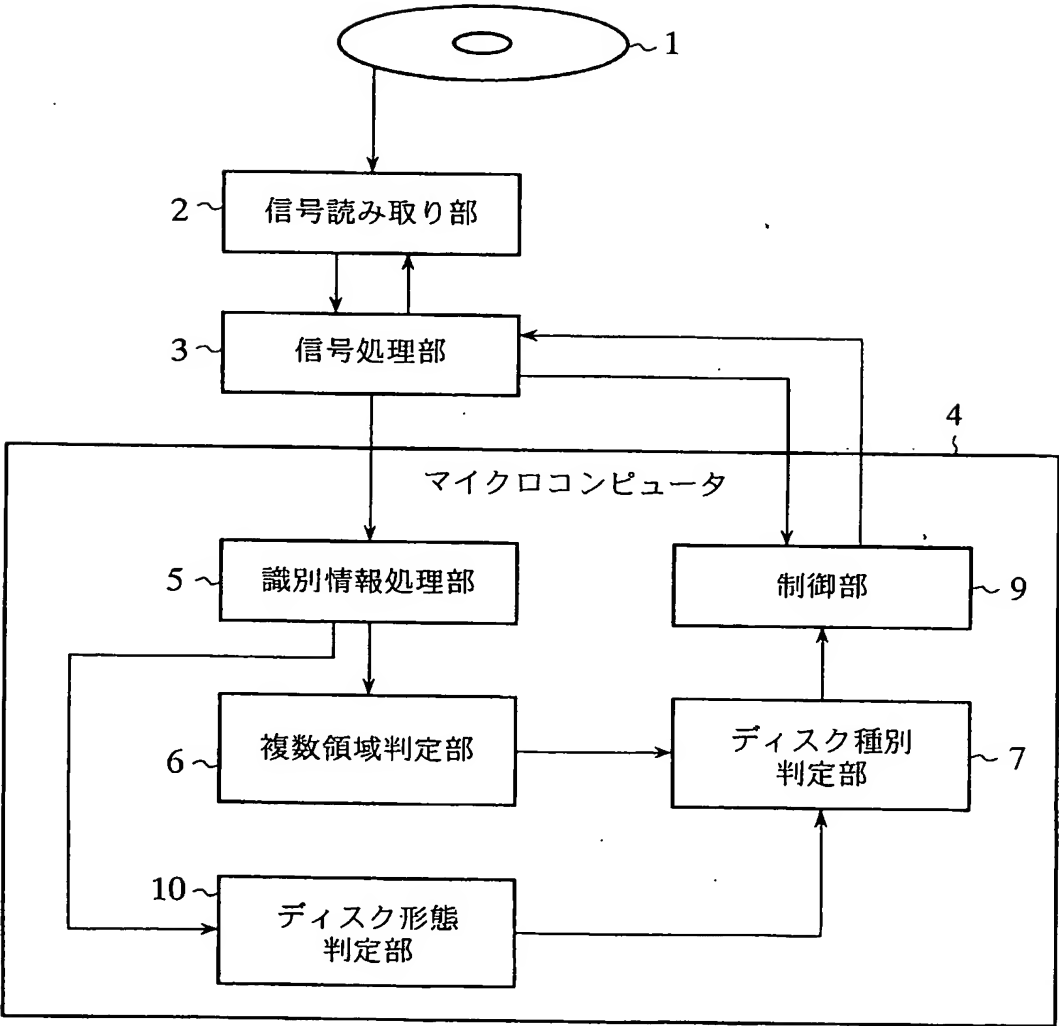 1
2
信号読み取り部
3
信号処理部
4
マイクロコンピュータ
5
識別情報処理部
制御部
9
6
複数領域判定部
ディスク種別
判定部
7
10
ディスク形態
判定部